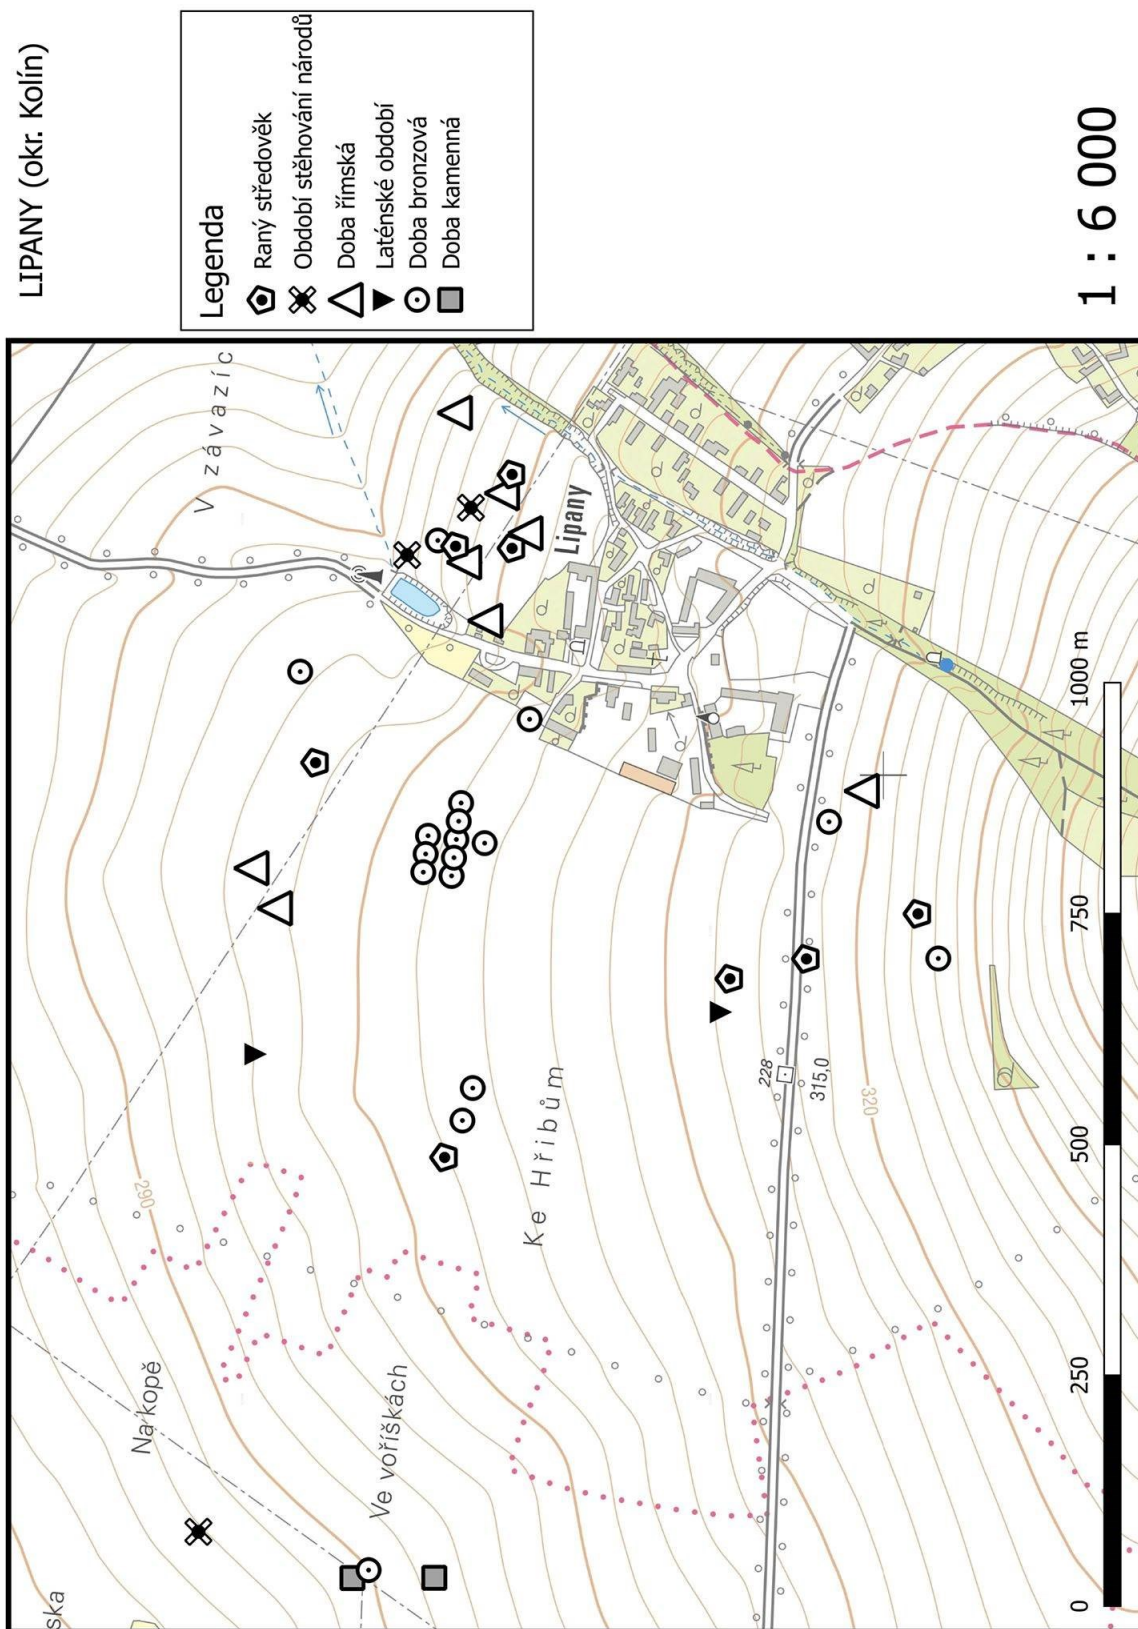 LIPANY (okr. Kolín)
Legenda
Raný středověk
Období stěhování národů
Doba římská
Laténské období
Doba bronzová
Doba kamenná
1 : 6 000
V závazíc
Lipany
290
Na kopě
Ve voříškách
Ke Hřibům
228
315,0
320
ska
0
250
500
750
1000 m